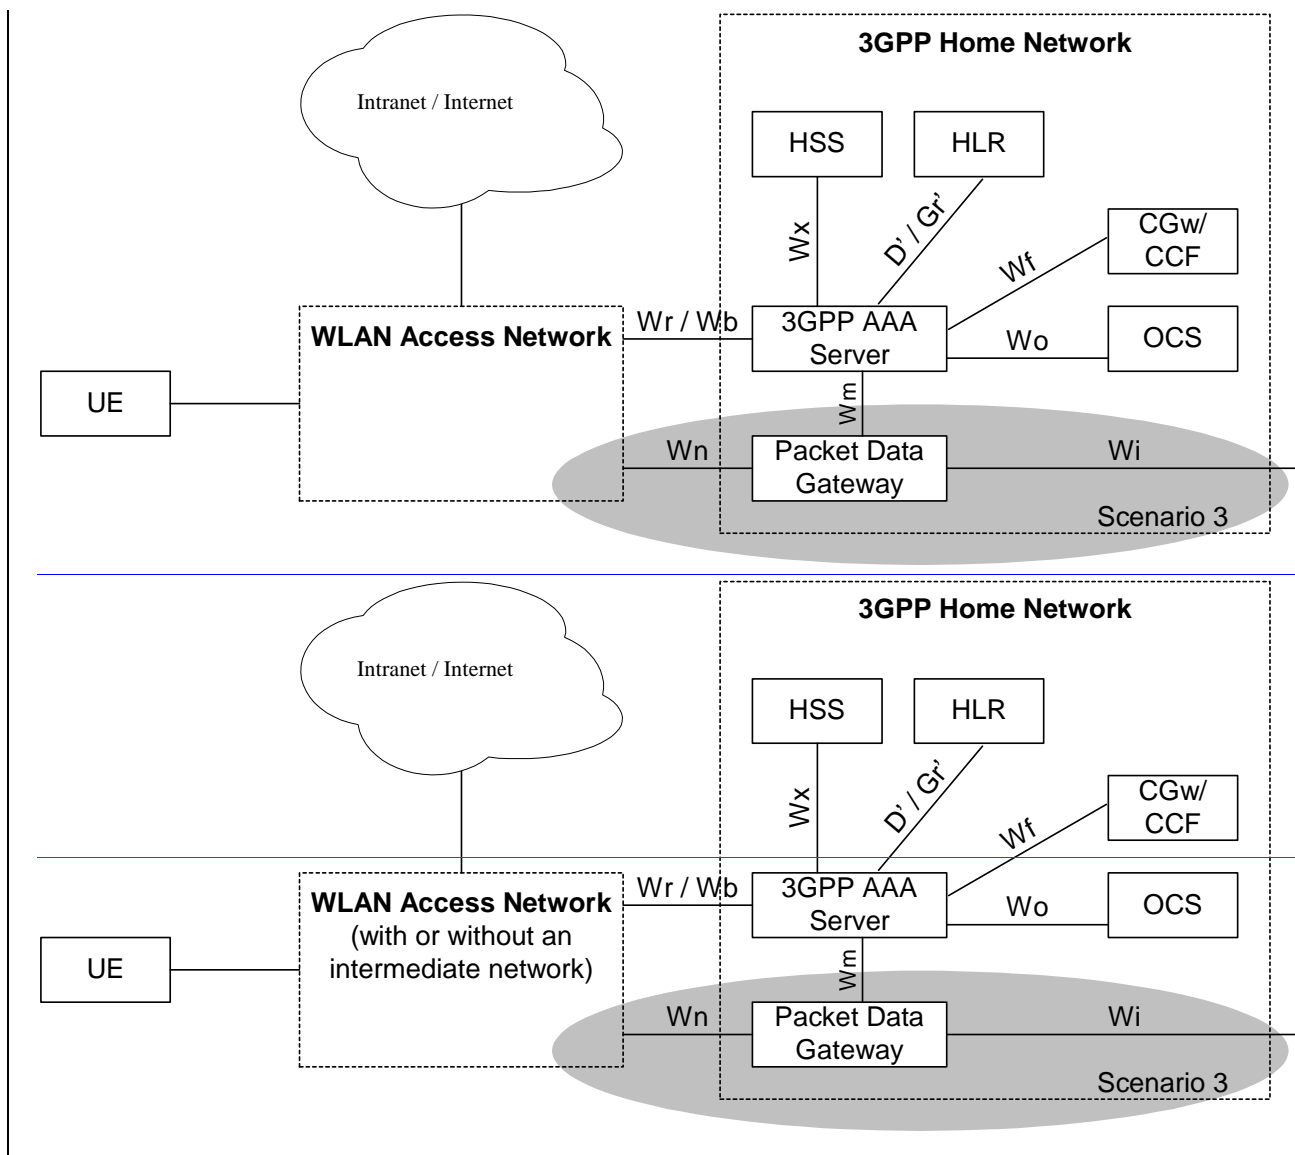 3GPP Home Network
Intranet / Internet
HSS
HLR
Wx
D' / Gr'
CGw/
CCF
Wf
WLAN Access Network
Wr / Wb
3GPP AAA
Server
Wo
OCS
UE
Wm
Wn
Packet Data
Gateway
Wi
Scenario 3
3GPP Home Network
Intranet / Internet
HSS
HLR
Wx
D' / Gr'
CGw/
CCF
Wf
WLAN Access Network
(with or without an
intermediate network)
Wr / Wb
3GPP AAA
Server
Wo
OCS
UE
Wm
Wn
Packet Data
Gateway
Wi
Scenario 3